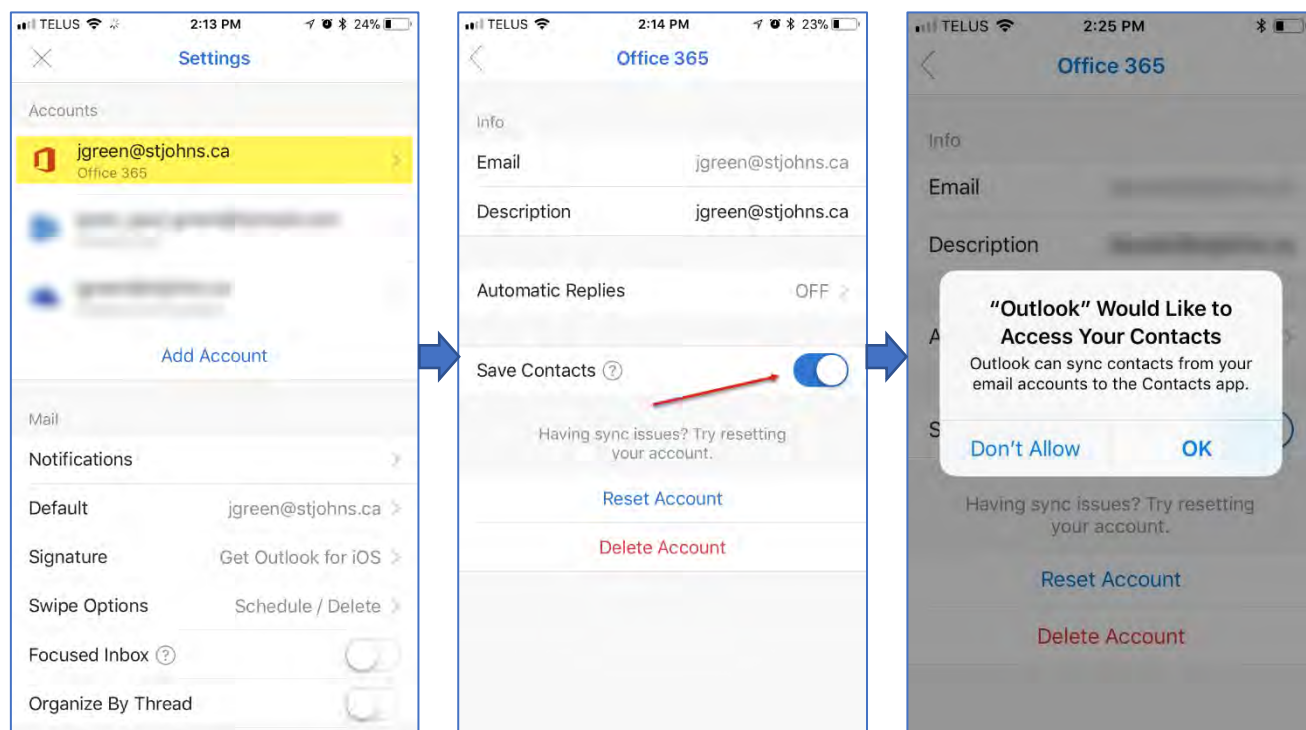 TELUS 2:13 PM 24%
Settings
Accounts
jgreen@stjohns.ca
Office 365
Add Account
Mail
Notifications
Default jgreen@stjohns.ca
Signature Get Outlook for iOS
Swipe Options Schedule / Delete
Focused Inbox ?
Organize By Thread
TELUS 2:14 PM 23%
Office 365
Info
Email jgreen@stjohns.ca
Description jgreen@stjohns.ca
Automatic Replies OFF
Save Contacts ?
Having sync issues? Try resetting
your account.
Reset Account
Delete Account
TELUS 2:25 PM
Office 365
Info
Email
Description
A
"Outlook" Would Like to
Access Your Contacts
Outlook can sync contacts from your
email accounts to the Contacts app.
S
Don't Allow OK
Having sync issues? Try resetting
your account.
Reset Account
Delete Account